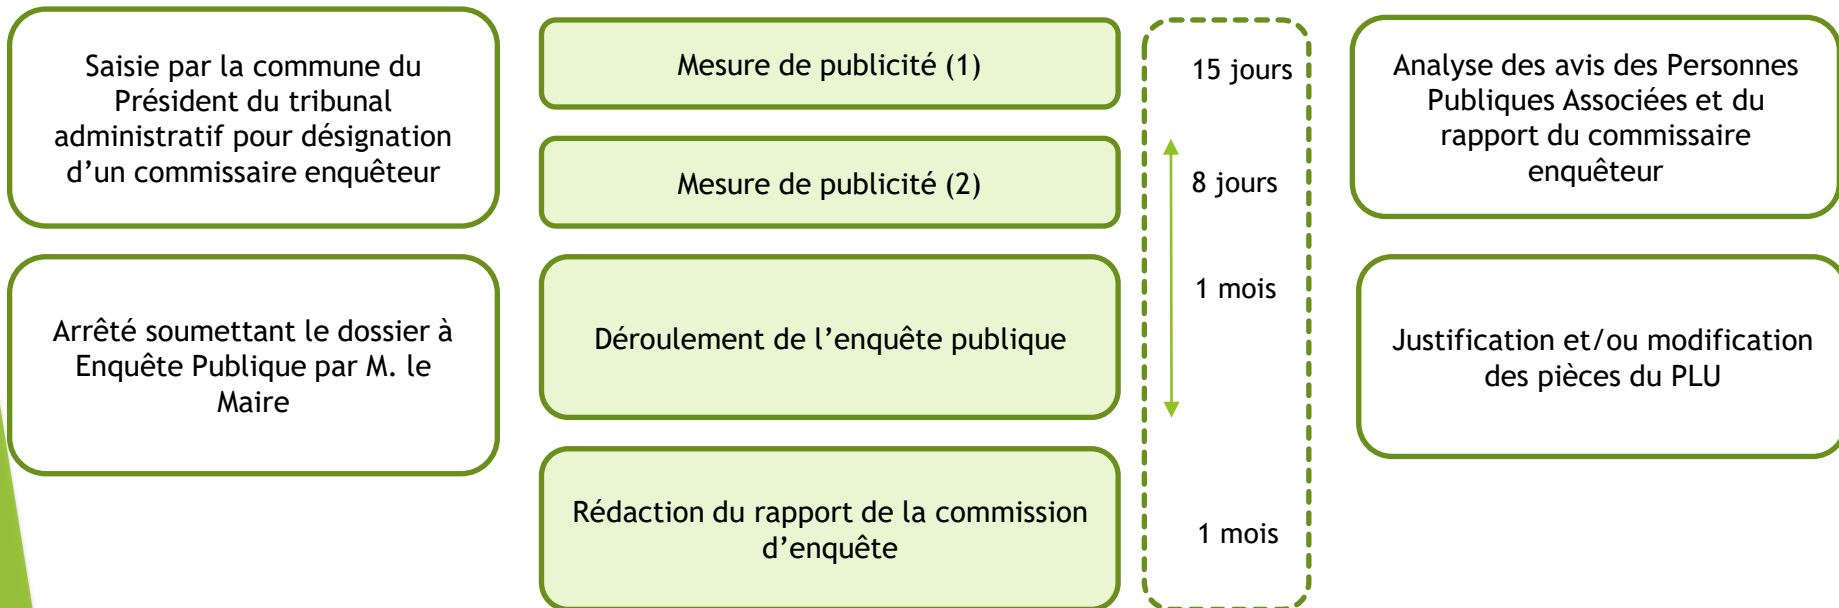 Saisie par la commune du
Président du tribunal
administratif pour désignation
d’un commissaire enquêteur
Arrêté soumettant le dossier à
Enquête Publique par M. le
Maire
Mesure de publicité (1)
Mesure de publicité (2)
Déroulement de l’enquête publique
Rédaction du rapport de la commission
d’enquête
15 jours
8 jours
1 mois
1 mois
Analyse des avis des Personnes
Publiques Associées et du
rapport du commissaire
enquêteur
Justification et/ou modification
des pièces du PLU